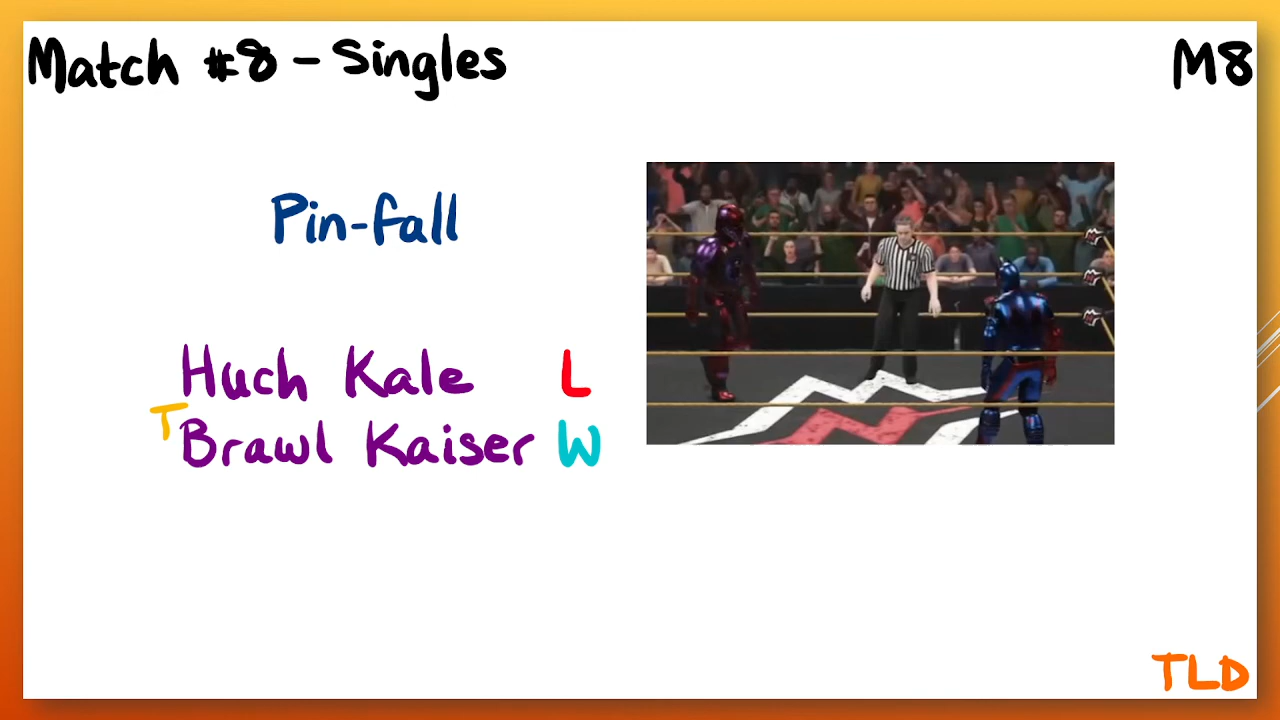 Match #8 - Singles
M8
Pin-fall
Huch Kale L
T Brawl Kaiser W
TLD